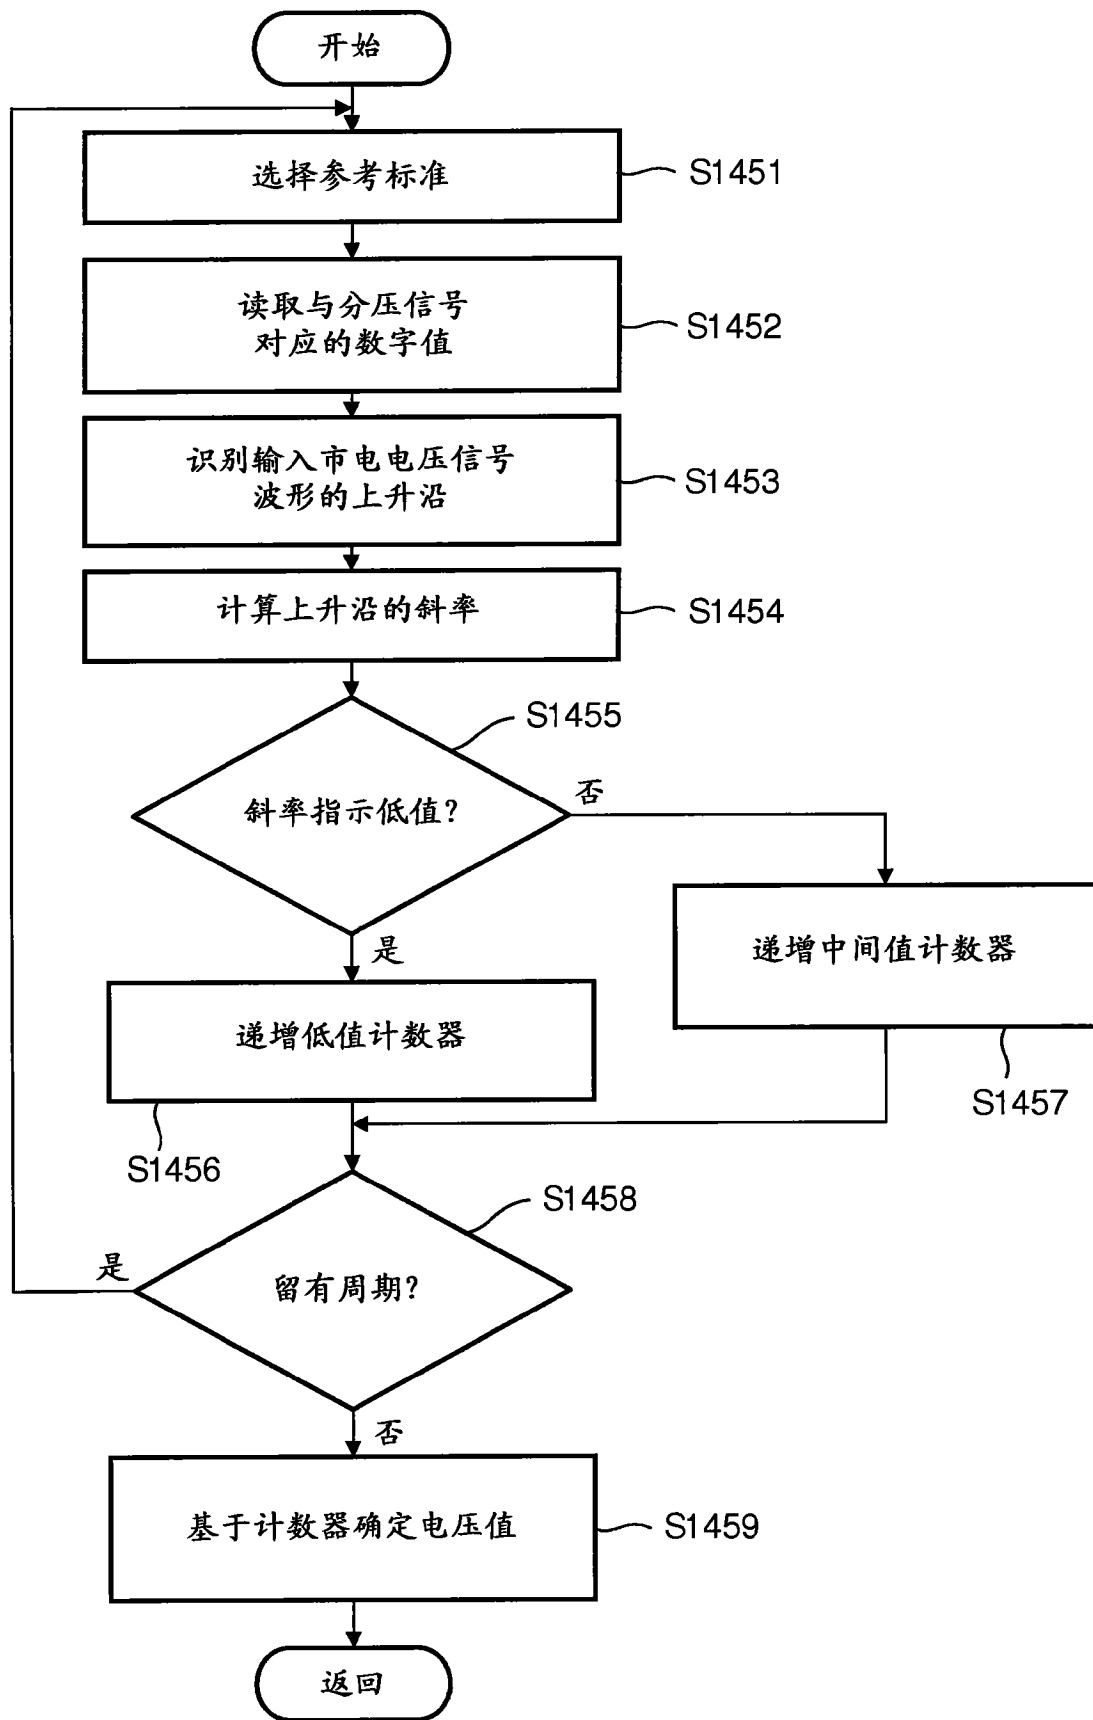 开始
选择参考标准
S1451
读取与分压信号
对应的数字值
S1452
识别输入市电电压信号
波形的上升沿
S1453
计算上升沿的斜率
S1454
S1455
斜率指示低值?
否
是
递增中间值计数器
S1457
递增低值计数器
S1456
S1458
是
留有周期?
否
基于计数器确定电压值
S1459
返回